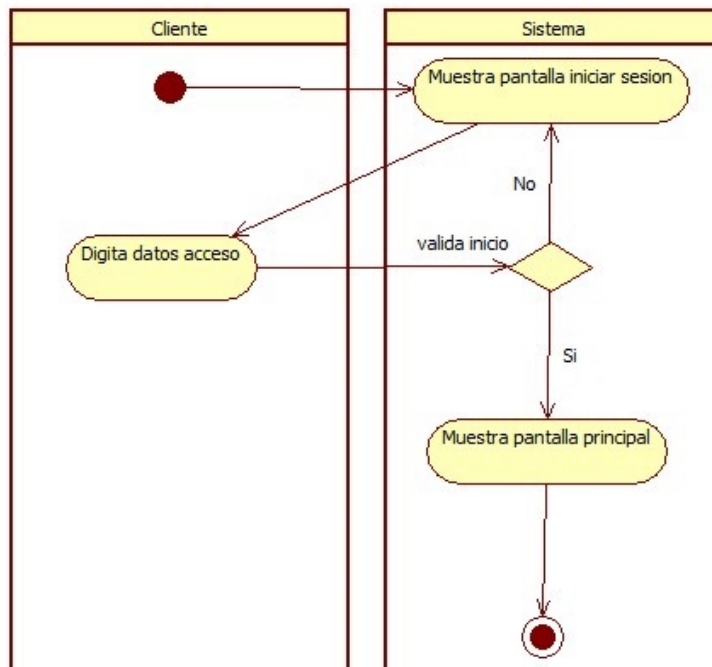 Cliente
Sistema
Muestra pantalla iniciar sesion
No
Digita datos acceso
valida inicio
Si
Muestra pantalla principal